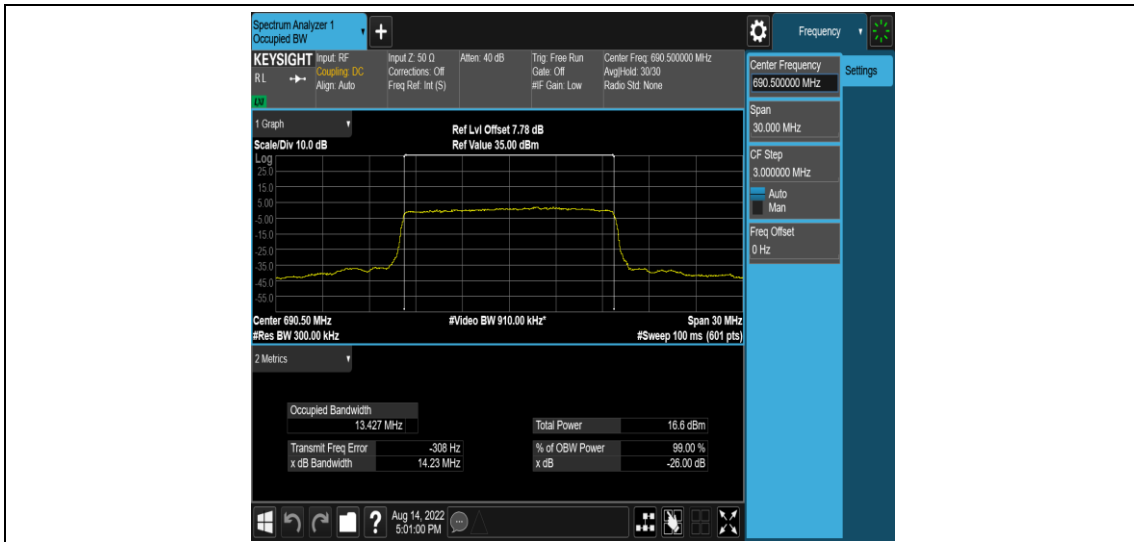 Spectrum Analyzer 1
Occupied BW
+
Frequency
KEYSIGHT
RL
LXI
Input: RF
Coupling: DC
Align: Auto
Input Z: 50 Ω
Corrections: Off
Freq Ref: Int (S)
Atten: 40 dB
Trig: Free Run
Gate: Off
#IF Gain: Low
Center Freq: 690.500000 MHz
Avg|Hold: 30/30
Radio Std: None
Center Frequency
690.500000 MHz
Settings
Span
30.000 MHz
CF Step
3.000000 MHz
Auto
Man
Freq Offset
0 Hz
1 Graph
Scale/Div 10.0 dB
Ref Lvl Offset 7.78 dB
Ref Value 35.00 dBm
Log
25.0
15.0
5.00
-5.00
-15.0
-25.0
-35.0
-45.0
-55.0
Center 690.50 MHz
#Res BW 300.00 kHz
#Video BW 910.00 kHz*
Span 30 MHz
#Sweep 100 ms (601 pts)
2 Metrics
Occupied Bandwidth
13.427 MHz
Total Power 16.6 dBm
Transmit Freq Error -308 Hz
x dB Bandwidth 14.23 MHz
% of OBW Power 99.00 %
x dB -26.00 dB
?
Aug 14, 2022
5:01:00 PM